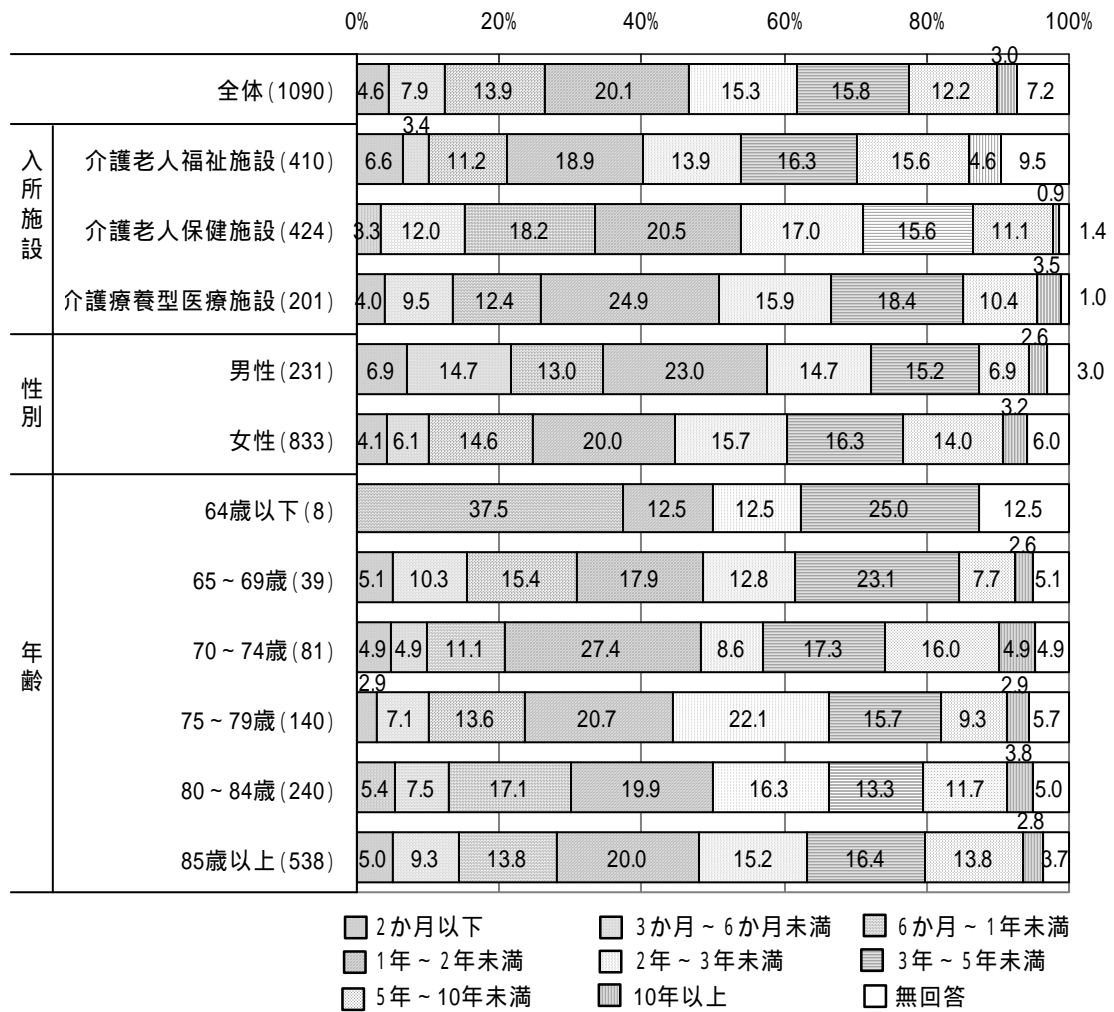 0% 20% 40% 60% 80% 100%
全体(1090) 4.6 7.9 13.9 20.1 15.3 15.8 12.2 3.0 7.2
入所施設
介護老人福祉施設(410) 6.6 3.4 11.2 18.9 13.9 16.3 15.6 4.6 9.5
介護老人保健施設(424) 3.3 12.0 18.2 20.5 17.0 15.6 11.1 0.9 1.4
介護療養型医療施設(201) 4.0 9.5 12.4 24.9 15.9 18.4 10.4 3.5 1.0
性別
男性(231) 6.9 14.7 13.0 23.0 14.7 15.2 6.9 2.6 3.0
女性(833) 4.1 6.1 14.6 20.0 15.7 16.3 14.0 3.2 6.0
年齢
64歳以下(8) 37.5 12.5 12.5 25.0 12.5
65~69歳(39) 5.1 10.3 15.4 17.9 12.8 23.1 7.7 2.6 5.1
70~74歳(81) 4.9 4.9 11.1 27.4 8.6 17.3 16.0 4.9 4.9
75~79歳(140) 2.9 7.1 13.6 20.7 22.1 15.7 9.3 2.9 5.7
80~84歳(240) 5.4 7.5 17.1 19.9 16.3 13.3 11.7 3.8 5.0
85歳以上(538) 5.0 9.3 13.8 20.0 15.2 16.4 13.8 2.8 3.7
2か月以下 3か月~6か月未満 6か月~1年未満
1年~2年未満 2年~3年未満 3年~5年未満
5年~10年未満 10年以上 無回答